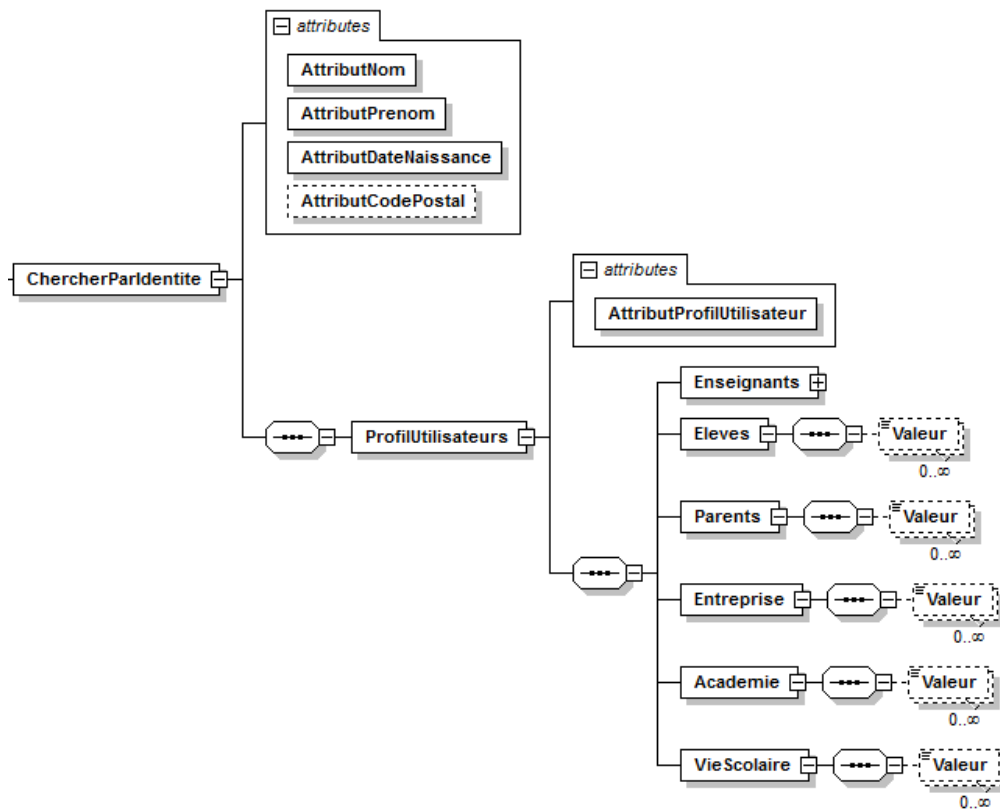 attributes
AttributNom
AttributPrenom
AttributDateNaissance
AttributCodePostal
ChercherParIdentite
attributes
AttributProfilUtilisateur
ProfilUtilisateurs
Enseignants
Eleves
Valeur
0..∞
Parents
Valeur
0..∞
Entreprise
Valeur
0..∞
Academie
Valeur
0..∞
VieScolaire
Valeur
0..∞